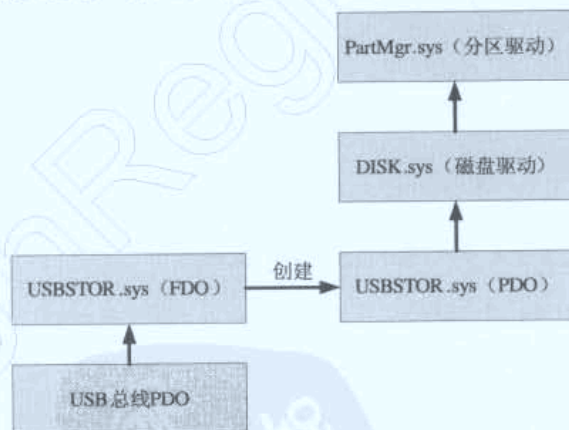 PartMgr.sys（分区驱动）
DISK.sys（磁盘驱动）
USBSTOR.sys（FDO）
创建
USBSTOR.sys（PDO）
USB总线PDO